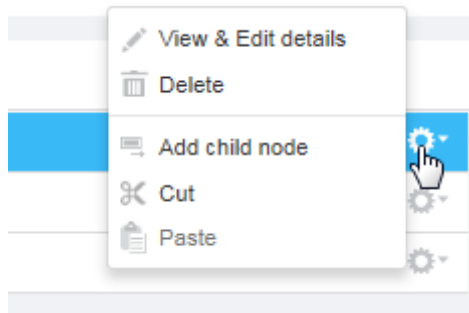 View & Edit details
Delete
Add child node
Cut
Paste